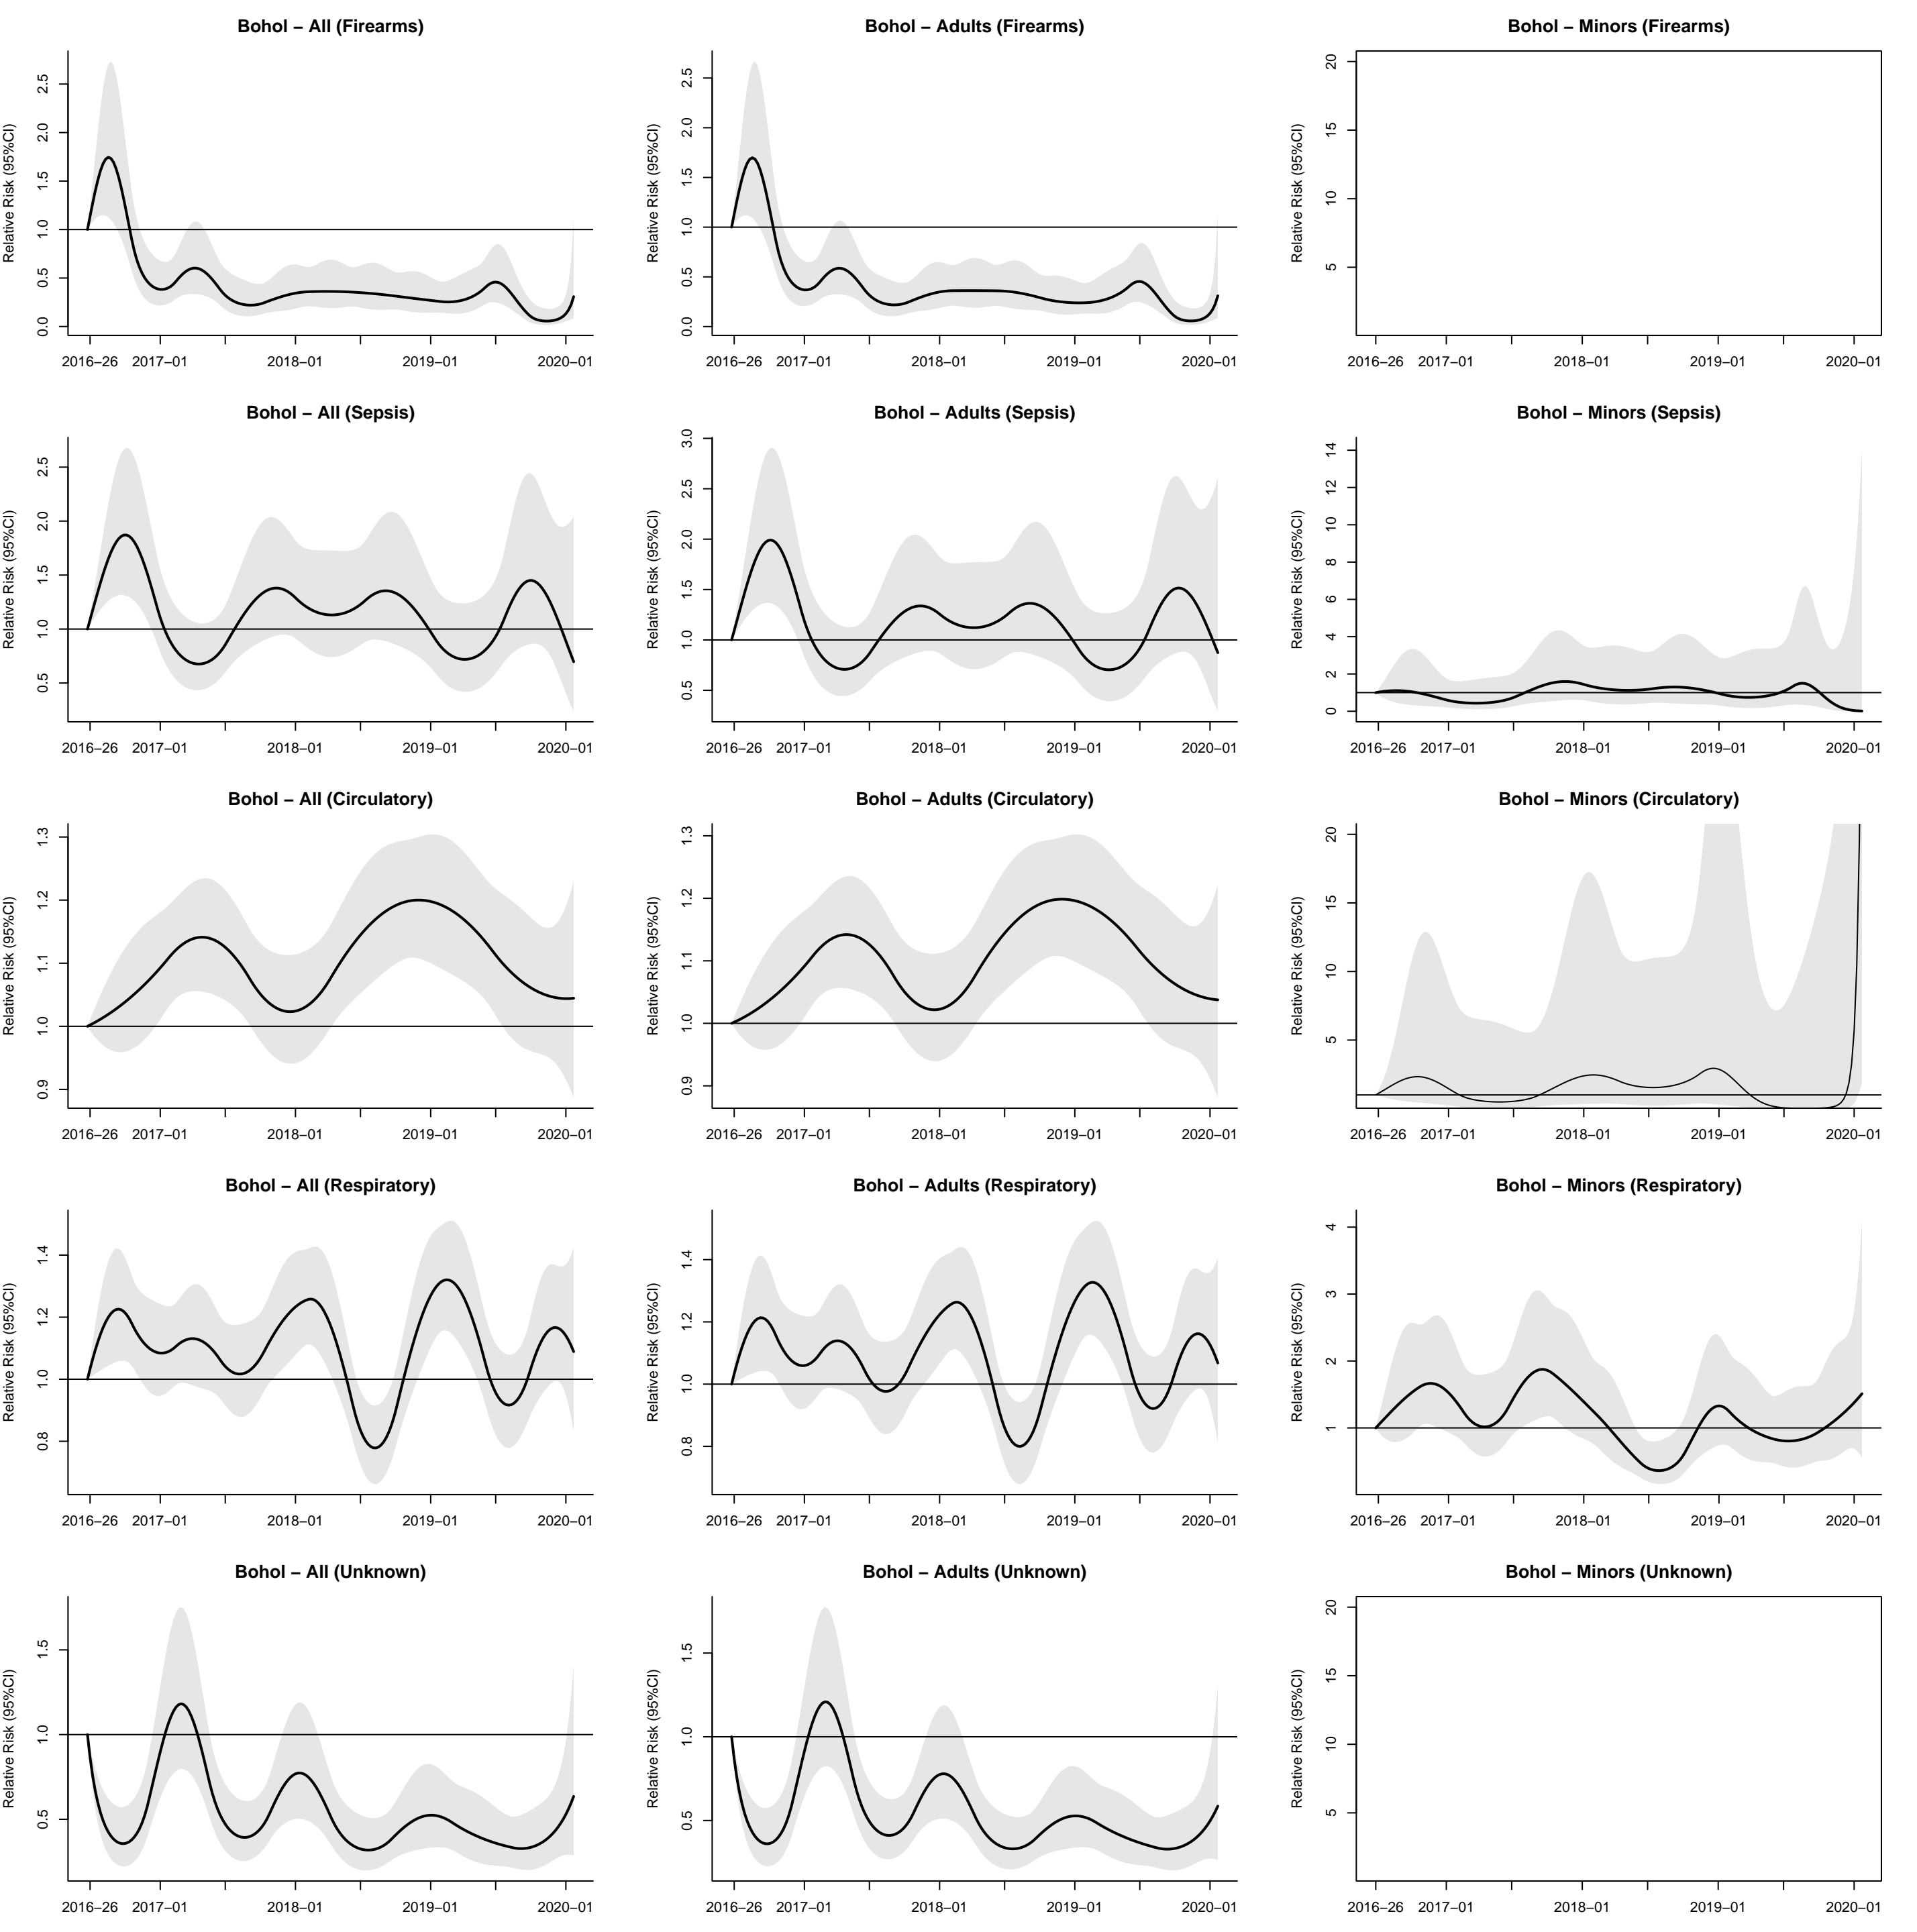 Bohol – All (Firearms)
Relative Risk (95%CI)
2.5
2.0
1.5
1.0
0.5
0.0
2016–26 2017–01 2018–01 2019–01 2020–01
Bohol – Adults (Firearms)
Relative Risk (95%CI)
2.5
2.0
1.5
1.0
0.5
0.0
2016–26 2017–01 2018–01 2019–01 2020–01
Bohol – Minors (Firearms)
Relative Risk (95%CI)
20
15
10
5
2016–26 2017–01 2018–01 2019–01 2020–01
Bohol – All (Sepsis)
Relative Risk (95%CI)
2.5
2.0
1.5
1.0
0.5
2016–26 2017–01 2018–01 2019–01 2020–01
Bohol – Adults (Sepsis)
Relative Risk (95%CI)
3.0
2.5
2.0
1.5
1.0
0.5
2016–26 2017–01 2018–01 2019–01 2020–01
Bohol – Minors (Sepsis)
Relative Risk (95%CI)
14
12
10
8
6
4
2
0
2016–26 2017–01 2018–01 2019–01 2020–01
Bohol – All (Circulatory)
Relative Risk (95%CI)
1.3
1.2
1.1
1.0
0.9
2016–26 2017–01 2018–01 2019–01 2020–01
Bohol – Adults (Circulatory)
Relative Risk (95%CI)
1.3
1.2
1.1
1.0
0.9
2016–26 2017–01 2018–01 2019–01 2020–01
Bohol – Minors (Circulatory)
Relative Risk (95%CI)
20
15
10
5
2016–26 2017–01 2018–01 2019–01 2020–01
Bohol – All (Respiratory)
Relative Risk (95%CI)
1.4
1.2
1.0
0.8
2016–26 2017–01 2018–01 2019–01 2020–01
Bohol – Adults (Respiratory)
Relative Risk (95%CI)
1.4
1.2
1.0
0.8
2016–26 2017–01 2018–01 2019–01 2020–01
Bohol – Minors (Respiratory)
Relative Risk (95%CI)
4
3
2
1
2016–26 2017–01 2018–01 2019–01 2020–01
Bohol – All (Unknown)
Relative Risk (95%CI)
1.5
1.0
0.5
2016–26 2017–01 2018–01 2019–01 2020–01
Bohol – Adults (Unknown)
Relative Risk (95%CI)
1.5
1.0
0.5
2016–26 2017–01 2018–01 2019–01 2020–01
Bohol – Minors (Unknown)
Relative Risk (95%CI)
20
15
10
5
2016–26 2017–01 2018–01 2019–01 2020–01